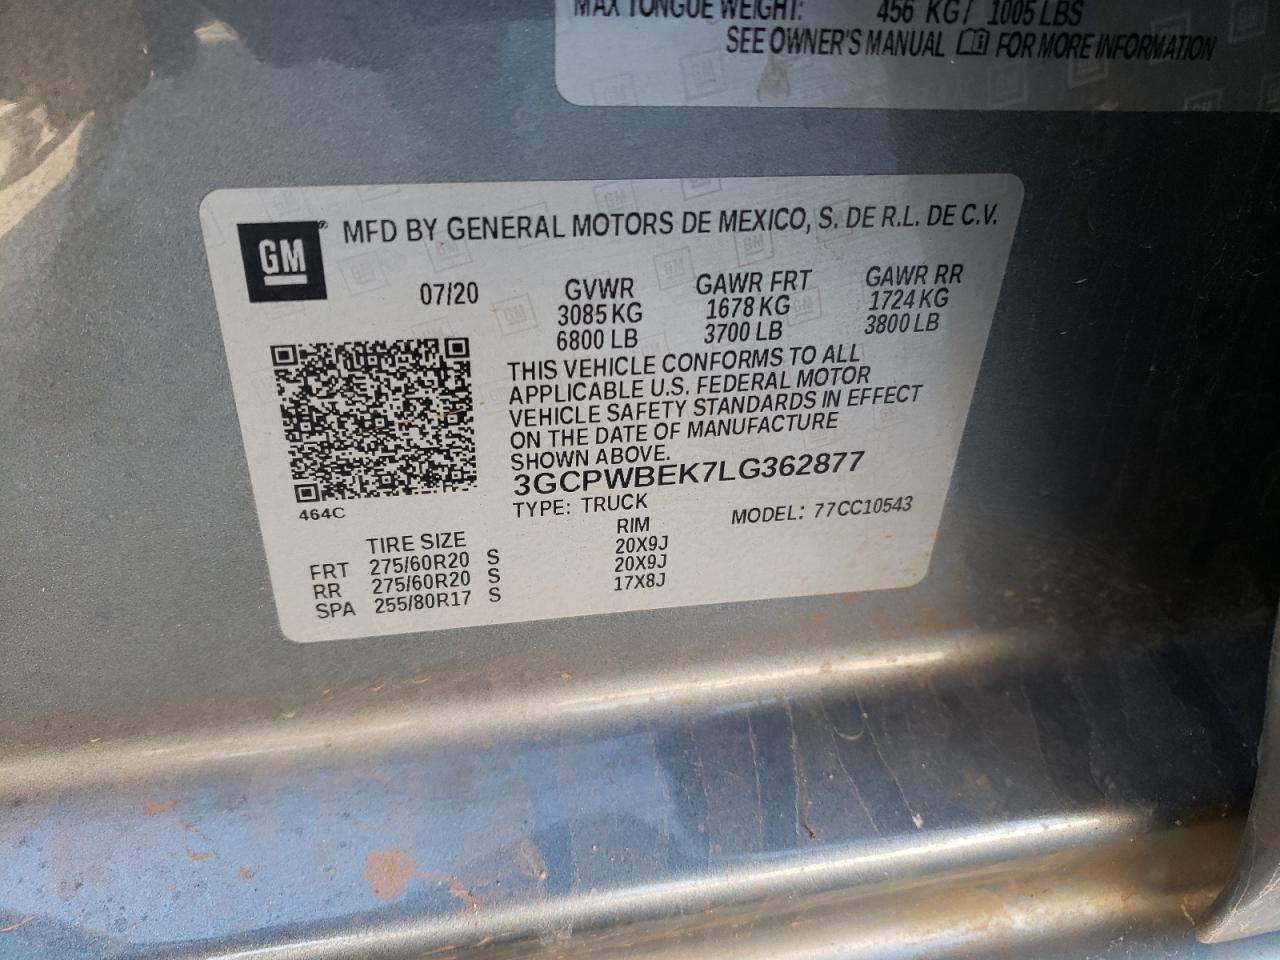 MAX TONGUE WEIGHT: 456 KG/ 1005 LBS
SEE OWNER'S MANUAL FOR MORE INFORMATION
GM® MFD BY GENERAL MOTORS DE MEXICO, S. DE R.L. DE C.V.
07/20 GVWR GAWR FRT GAWR RR
3085 KG 1678 KG 1724 KG
6800 LB 3700 LB 3800 LB
THIS VEHICLE CONFORMS TO ALL
APPLICABLE U.S. FEDERAL MOTOR
VEHICLE SAFETY STANDARDS IN EFFECT
ON THE DATE OF MANUFACTURE
SHOWN ABOVE.
3GCPWBEK7LG362877
464C
TYPE: TRUCK MODEL: 77CC10543
TIRE SIZE RIM
FRT 275/60R20 S 20X9J
RR 275/60R20 S 20X9J
SPA 255/80R17 S 17X8J